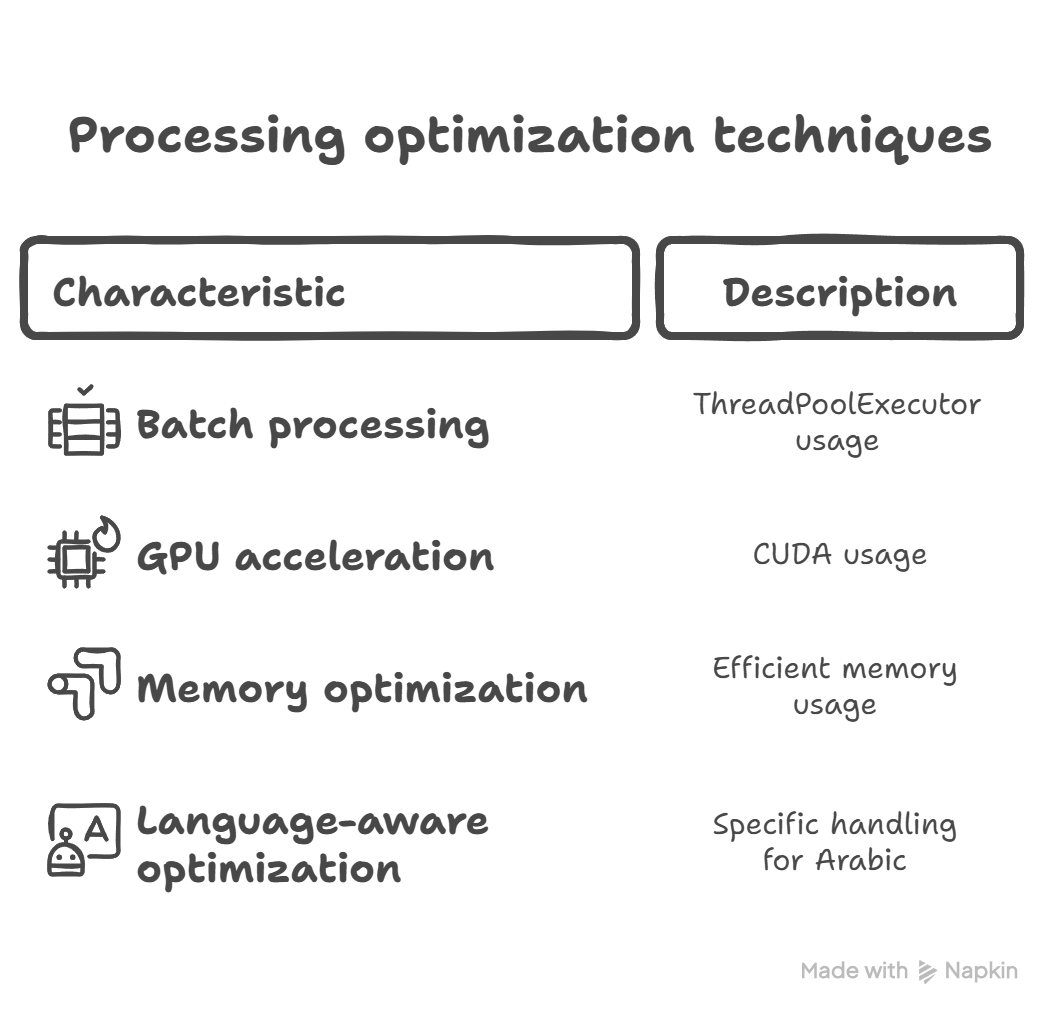 Processing optimization techniques
Characteristic
Description
Batch processing
ThreadPoolExecutor
usage
GPU acceleration
CUDA usage
Memory optimization
Efficient memory
usage
A
Language-aware
optimization
Specific handling
for Arabic
Made with Napkin